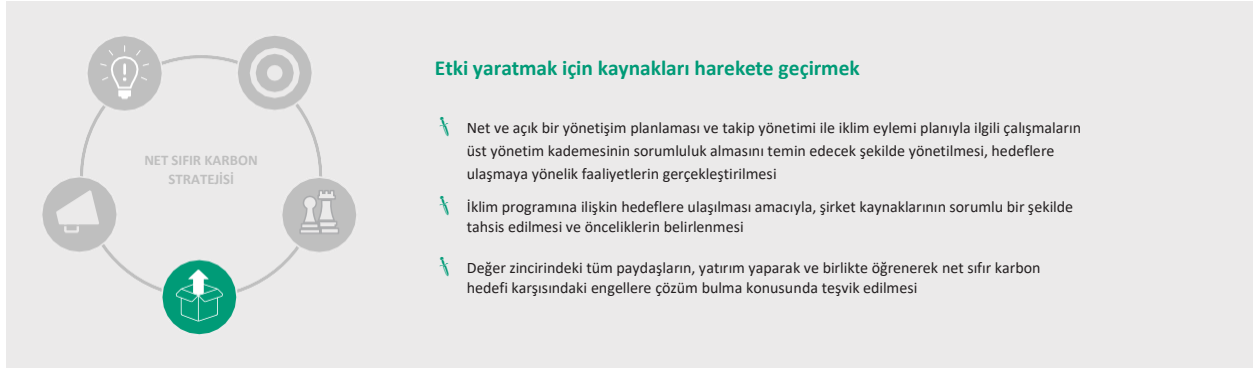 NET SIFIR KARBON
STRATEJİSİ
Etki yaratmak için kaynakları harekete geçirmek
Net ve açık bir yönetişim planlaması ve takip yönetimi ile iklim eylemi planıyla ilgili çalışmaların
üst yönetim kademesinin sorumluluk almasını temin edecek şekilde yönetilmesi, hedeflere
ulaşmaya yönelik faaliyetlerin gerçekleştirilmesi
İklim programına ilişkin hedeflere ulaşılması amacıyla, şirket kaynaklarının sorumlu bir şekilde
tahsis edilmesi ve önceliklerin belirlenmesi
Değer zincirindeki tüm paydaşların, yatırım yaparak ve birlikte öğrenerek net sıfır karbon
hedefi karşısındaki engellere çözüm bulma konusunda teşvik edilmesi